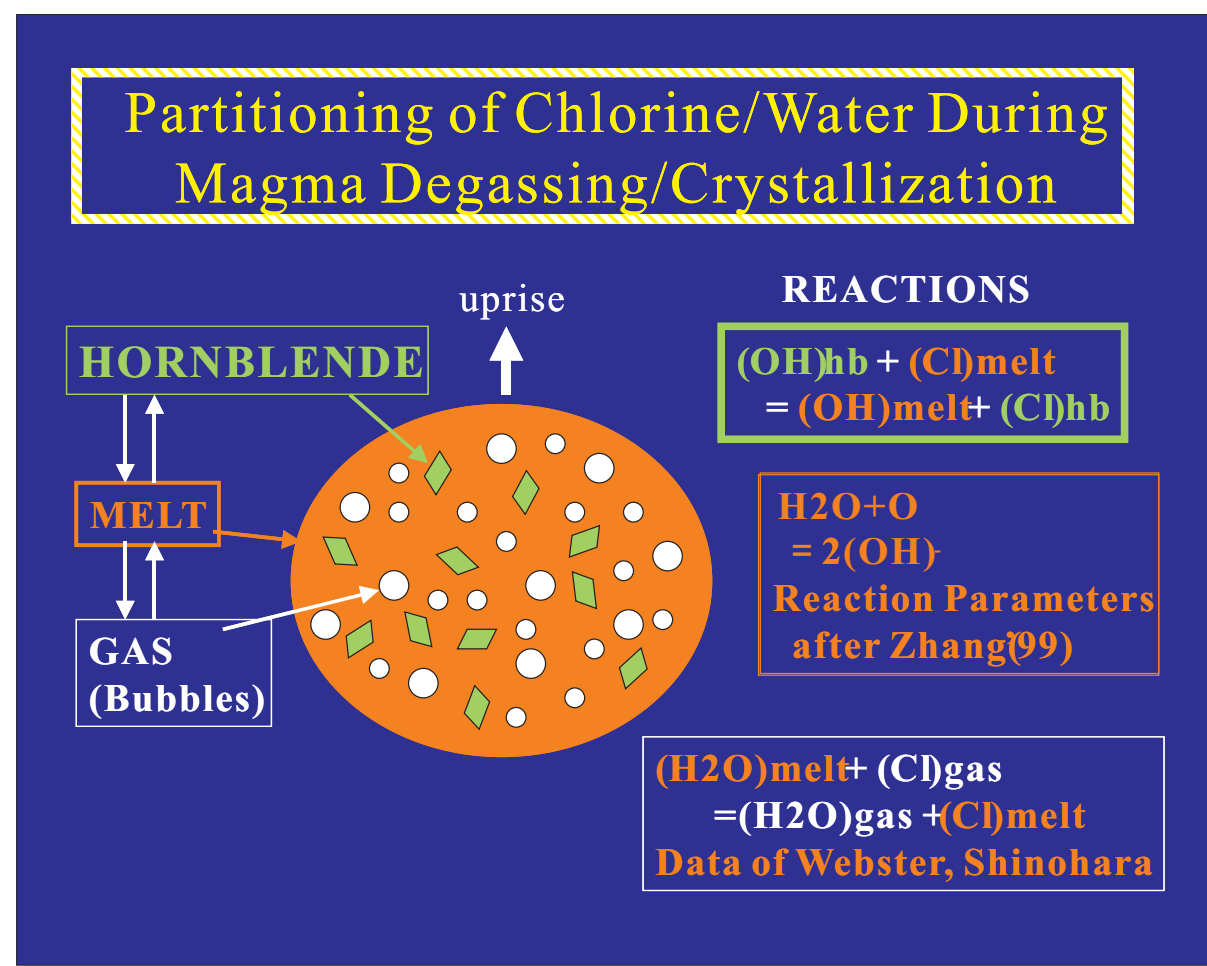 Partitioning of Chlorine/Water During
Magma Degassing/Crystallization
uprise
HORNBLENDE
MELT
GAS
(Bubbles)
REACTIONS
(OH)hb + (Cl)melt
= (OH)melt+ (Cl)hb
H2O+O
= 2(OH)-
Reaction Parameters
after Zhang(’99)
(H2O)melt+ (Cl)gas
=(H2O)gas +(Cl)melt
Data of Webster, Shinohara